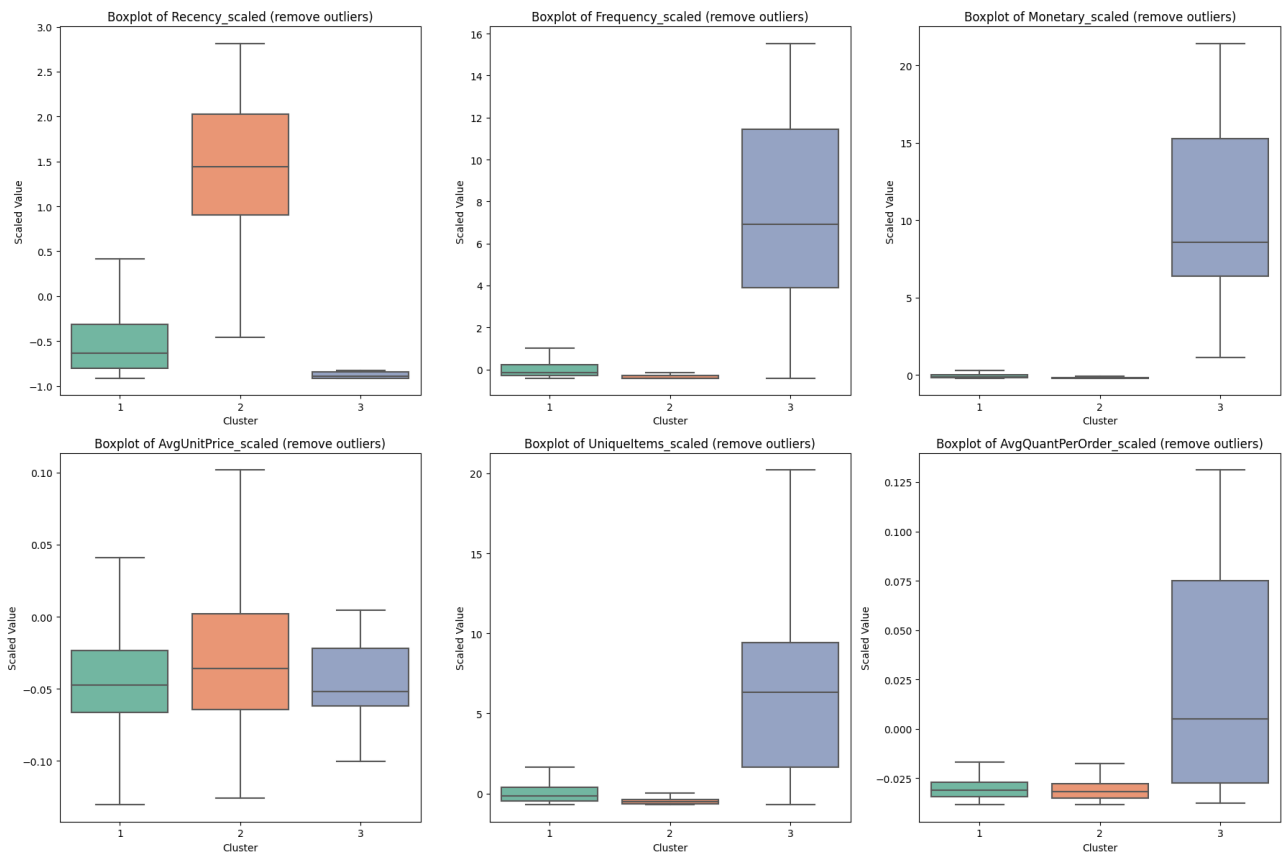 Boxplot of Recency_scaled (remove outliers)
3.0
2.5
2.0
1.5
1.0
0.5
0.0
−0.5
−1.0
Scaled Value
1 2 3
Cluster
Boxplot of Frequency_scaled (remove outliers)
16
14
12
10
8
6
4
2
0
Scaled Value
1 2 3
Cluster
Boxplot of Monetary_scaled (remove outliers)
20
15
10
5
0
Scaled Value
1 2 3
Cluster
Boxplot of AvgUnitPrice_scaled (remove outliers)
0.10
0.05
0.00
−0.05
−0.10
Scaled Value
1 2 3
Cluster
Boxplot of UniqueItems_scaled (remove outliers)
20
15
10
5
0
Scaled Value
1 2 3
Cluster
Boxplot of AvgQuantPerOrder_scaled (remove outliers)
0.125
0.100
0.075
0.050
0.025
0.000
−0.025
Scaled Value
1 2 3
Cluster